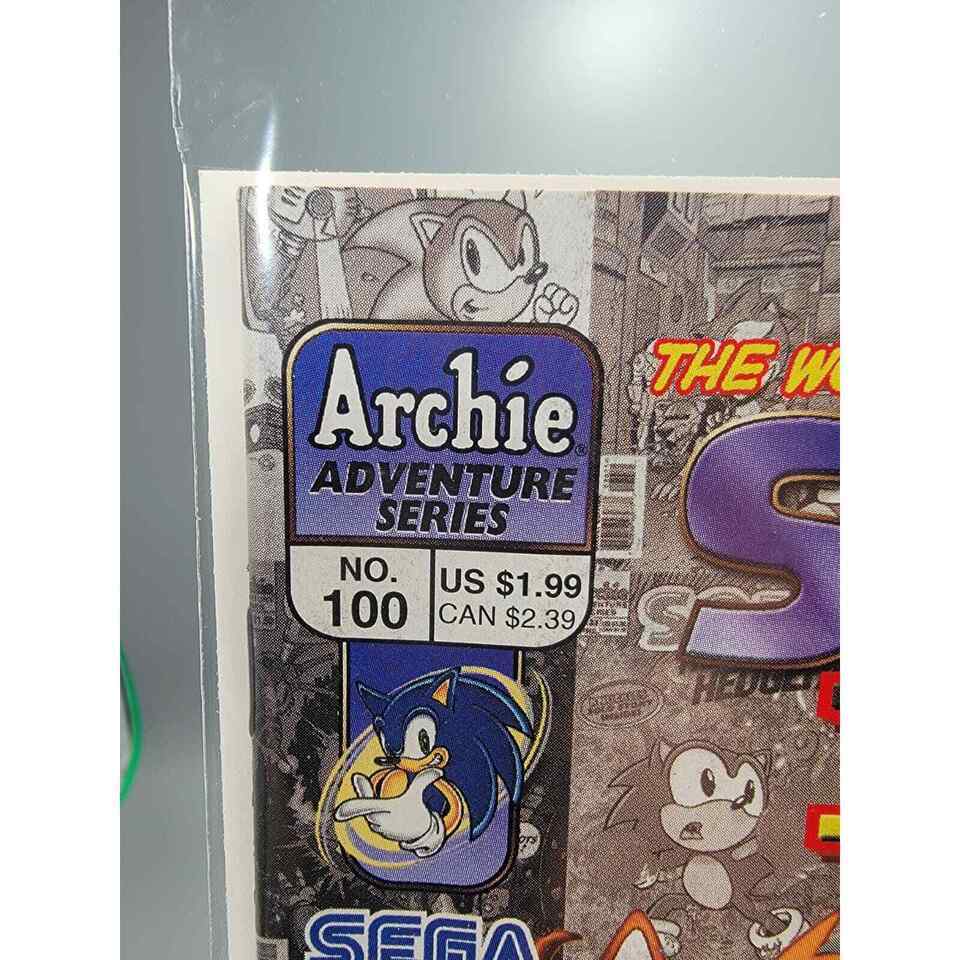 Archie®
ADVENTURE
SERIES
NO.
100
US $1.99
CAN $2.39
THE
S
SEGA